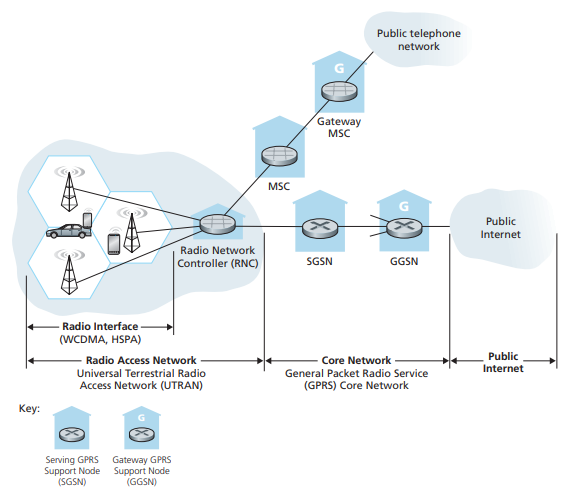 Public telephone
network
G
Gateway
MSC
MSC
G
Public
Internet
Radio Network
Controller (RNC)
SGSN
GGSN
Radio Interface
(WCDMA, HSPA)
Radio Access Network
Universal Terrestrial Radio
Access Network (UTRAN)
Core Network
General Packet Radio Service
(GPRS) Core Network
Public
Internet
Key:
G
Serving GPRS
Support Node
(SGSN)
Gateway GPRS
Support Node
(GGSN)